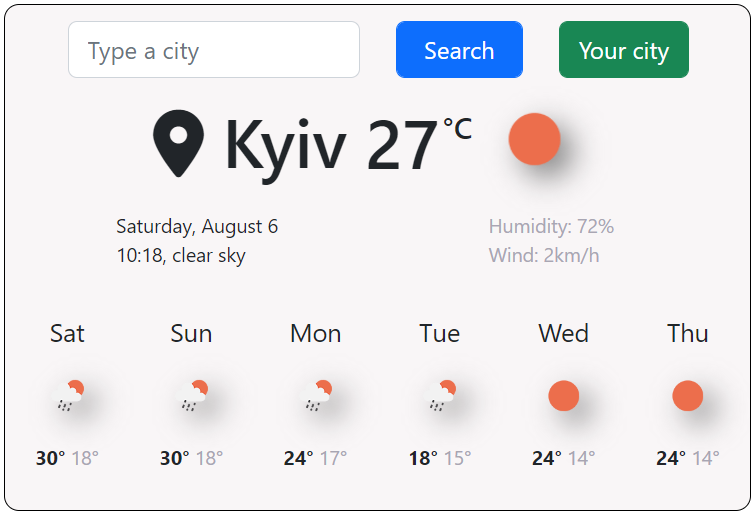 Type a city Search Your city
Kyiv 27°C
Saturday, August 6 Humidity: 72%
10:18, clear sky Wind: 2km/h
Sat Sun Mon Tue Wed Thu
30° 18° 30° 18° 24° 17° 18° 15° 24° 14° 24° 14°